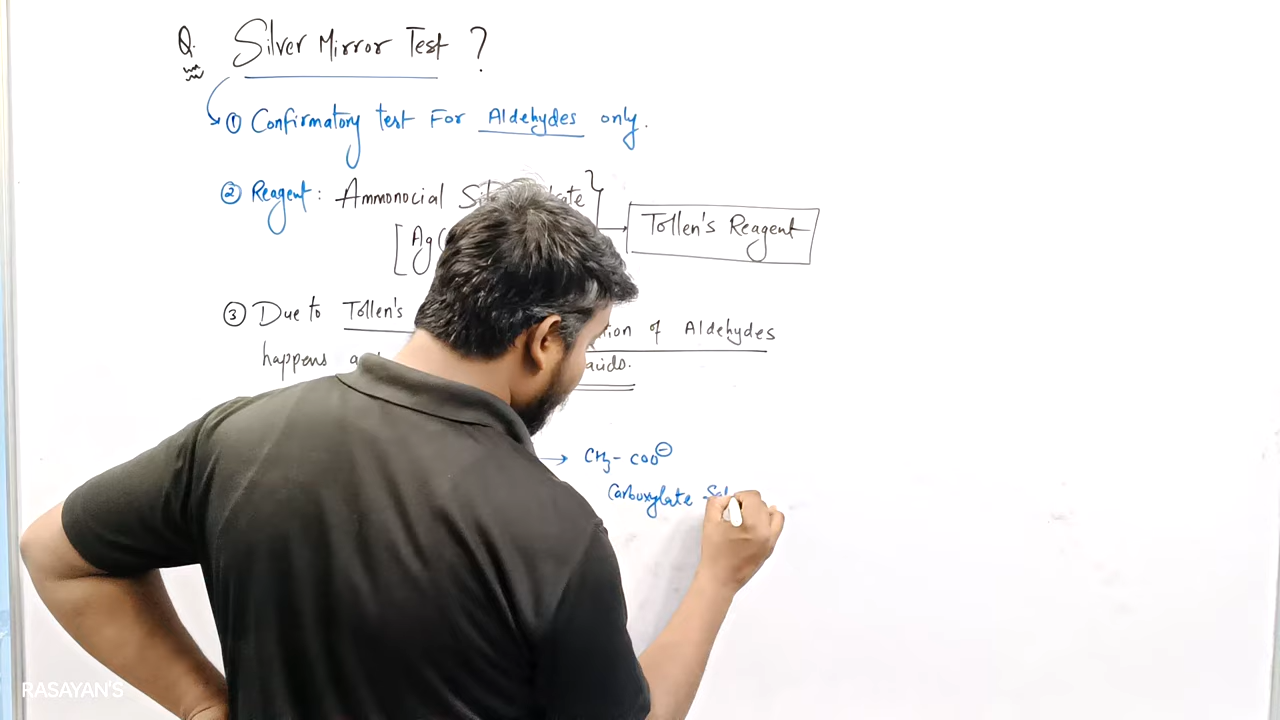 Q. Silver Mirror Test ?
① Confirmatory test For Aldehydes only.
② Reagent : Ammonocial
[Ag(
Tollen's Reagent
③ Due to Tollen's of Aldehydes
happens
→ CH3 - COO⊖
Carboxylate
RASAYAN'S